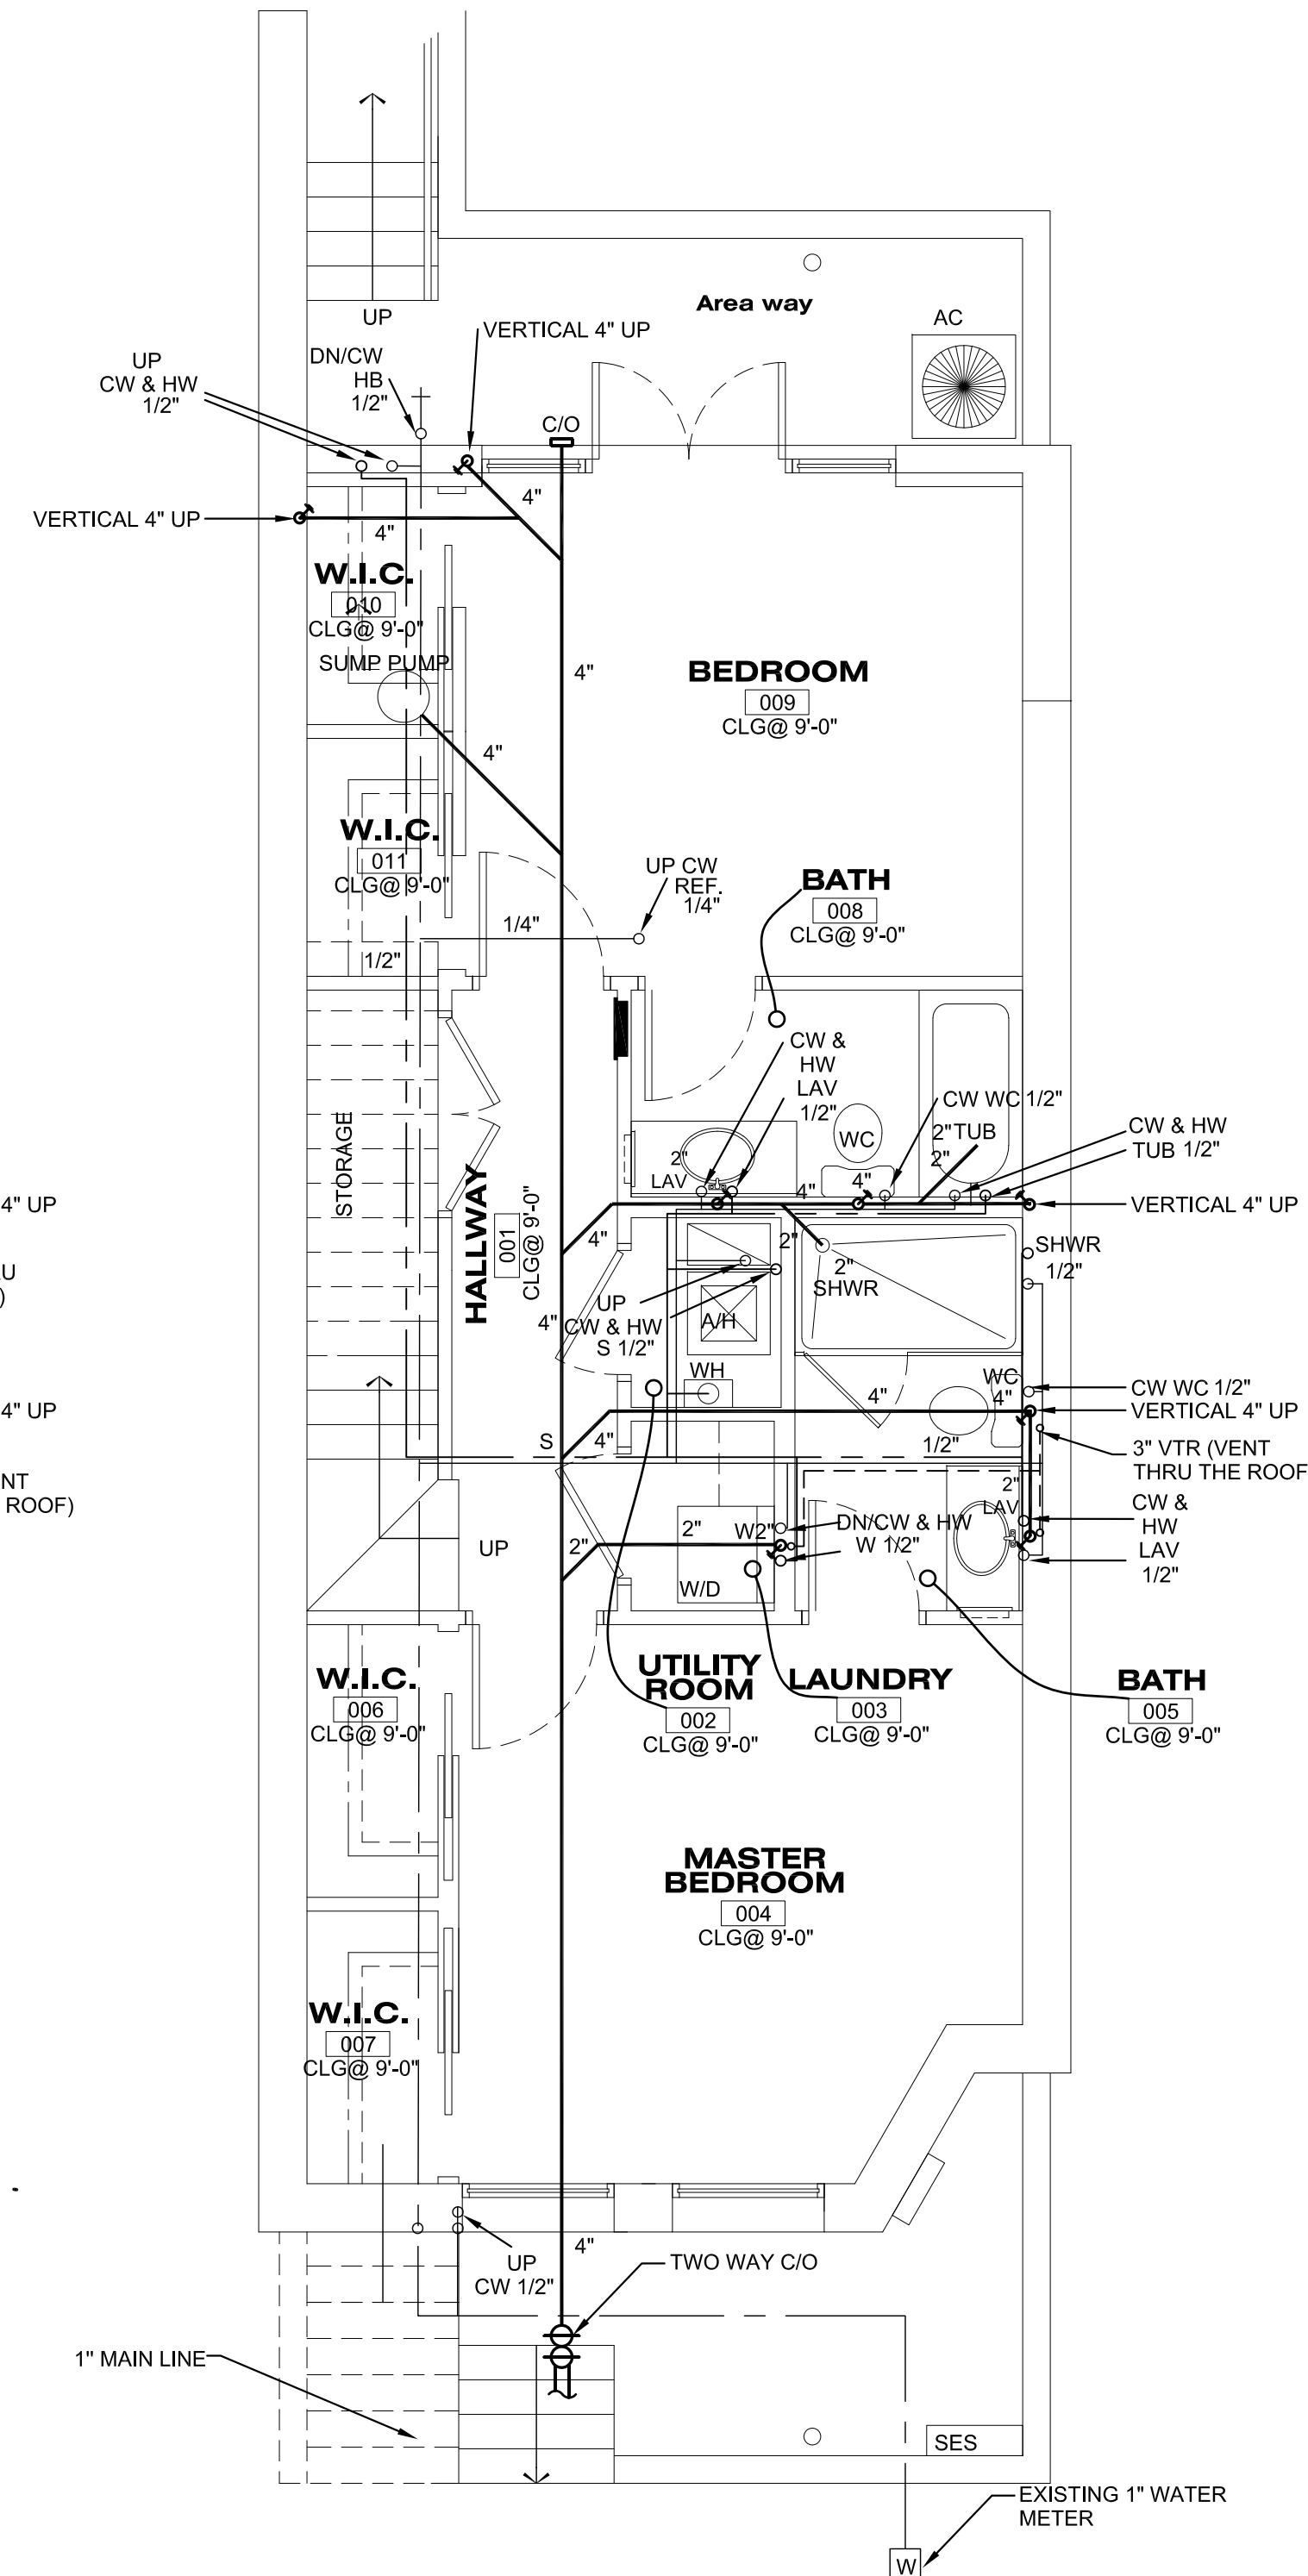 Area way
AC
UP
VERTICAL 4" UP
UP
CW & HW
1/2"
DN/CW
HB
1/2"
C/O
4"
VERTICAL 4" UP
4"
W.I.C.
010
CLG@ 9'-0"
SUMP PUMP
4"
BEDROOM
009
CLG@ 9'-0"
4"
W.I.C.
011
CLG@ 9'-0"
UP CW
REF.
1/4"
BATH
008
CLG@ 9'-0"
1/4"
1/2"
CW &
HW
LAV
1/2"
CW WC 1/2"
WC
2" TUB
2"
CW & HW
TUB 1/2"
STORAGE
HALLWAY
001
CLG@ 9'-0"
2"
LAV
4"
4"
4" UP
VERTICAL 4" UP
4"
2"
SHWR
1/2"
2"
SHWR
U
)
UP
CW & HW
S 1/2"
4"
A/H
WH
WC
4"
4"
CW WC 1/2"
4" UP
VERTICAL 4" UP
S
4"
1/2"
3" VTR (VENT
THRU THE ROOF
NT
ROOF)
2"
LAV
CW &
HW
LAV
1/2"
2"
W2"
DN/CW & HW
W 1/2"
UP
2"
W/D
W.I.C.
006
CLG@ 9'-0"
UTILITY
ROOM
002
CLG@ 9'-0"
LAUNDRY
003
CLG@ 9'-0"
BATH
005
CLG@ 9'-0"
MASTER
BEDROOM
004
CLG@ 9'-0"
W.I.C.
007
CLG@ 9'-0"
UP
CW 1/2"
4"
TWO WAY C/O
1" MAIN LINE
SES
EXISTING 1" WATER
METER
W